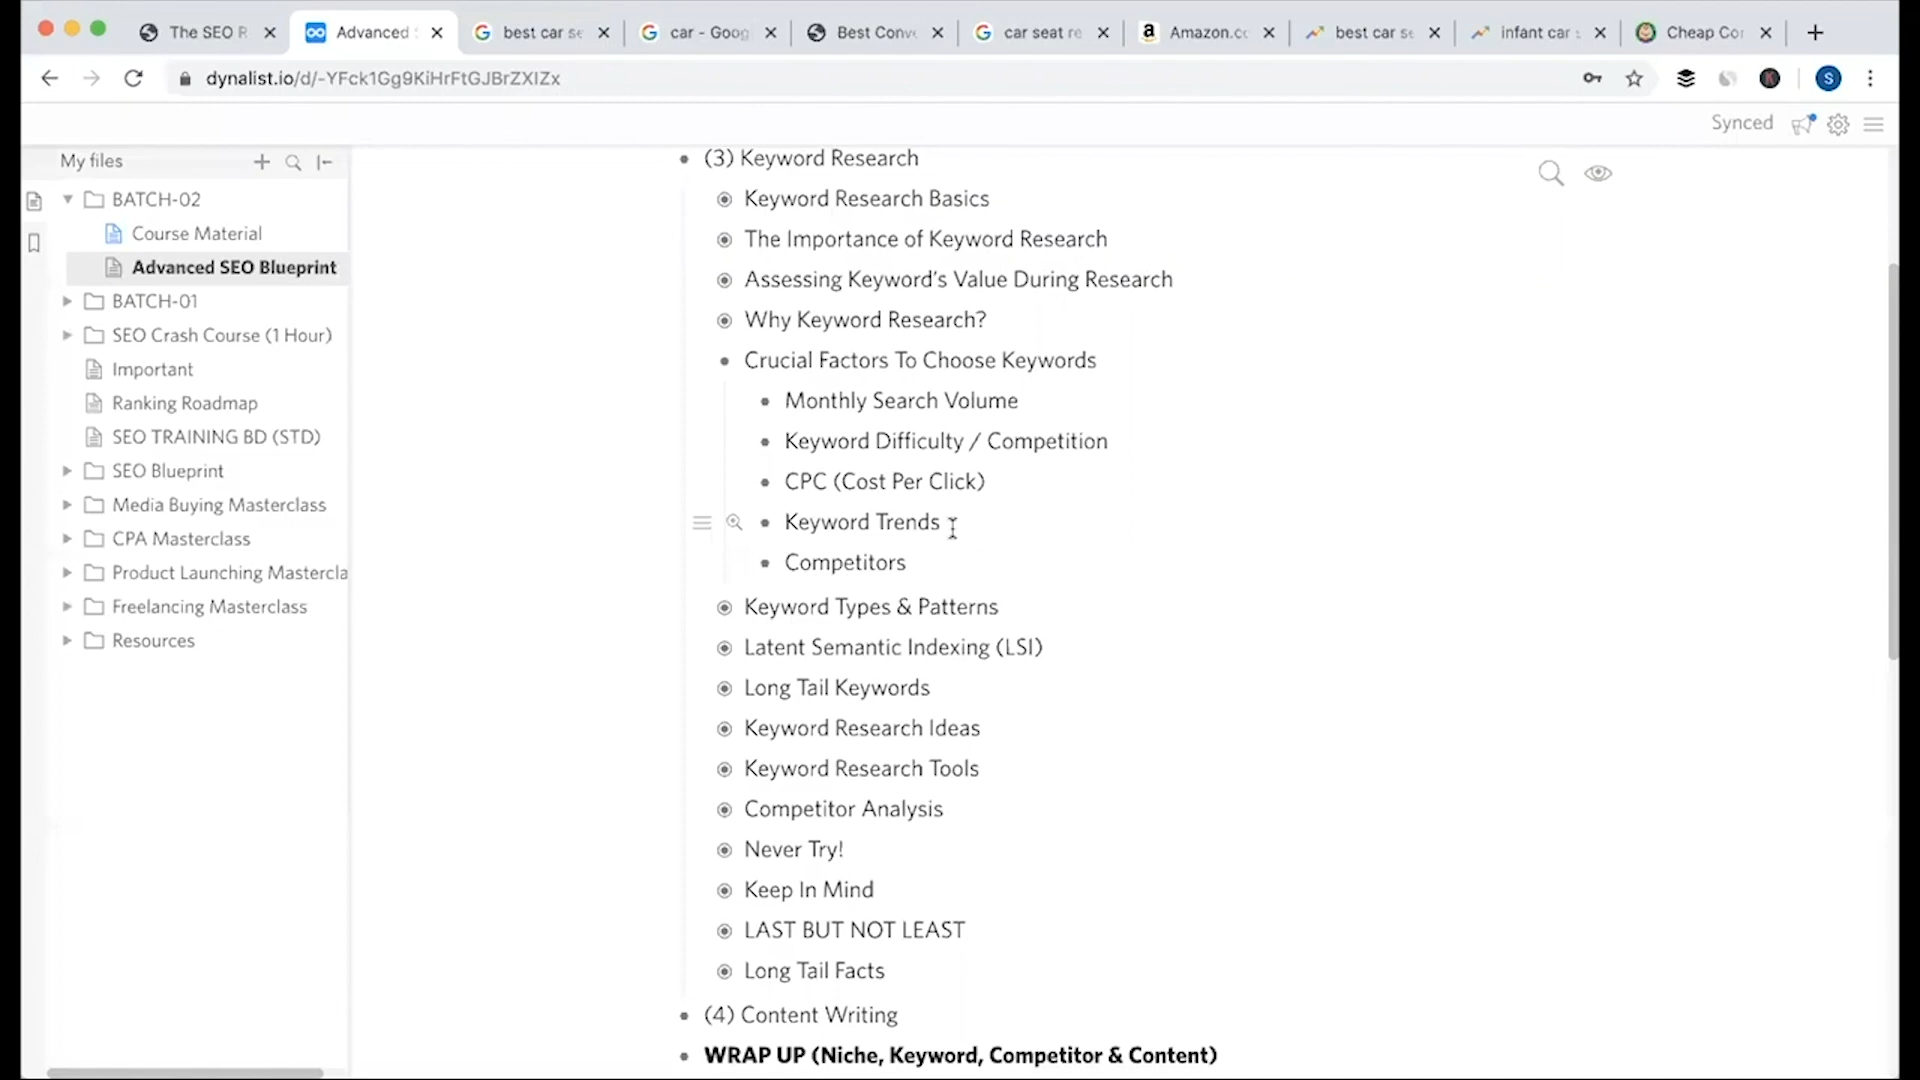 The SEO R
Advanced
best car se
car - Goog
Best Conv
car seat re
Amazon.co
best car se
infant car s
Cheap Cor
dynalist.io/d/-YFck1Gg9KiHrFtGJBrZXIZx
S
Synced
My files
BATCH-02
Course Material
Advanced SEO Blueprint
BATCH-01
SEO Crash Course (1 Hour)
Important
Ranking Roadmap
SEO TRAINING BD (STD)
SEO Blueprint
Media Buying Masterclass
CPA Masterclass
Product Launching Mastercla
Freelancing Masterclass
Resources
(3) Keyword Research
Keyword Research Basics
The Importance of Keyword Research
Assessing Keyword's Value During Research
Why Keyword Research?
Crucial Factors To Choose Keywords
Monthly Search Volume
Keyword Difficulty / Competition
CPC (Cost Per Click)
Keyword Trends
Competitors
Keyword Types & Patterns
Latent Semantic Indexing (LSI)
Long Tail Keywords
Keyword Research Ideas
Keyword Research Tools
Competitor Analysis
Never Try!
Keep In Mind
LAST BUT NOT LEAST
Long Tail Facts
(4) Content Writing
WRAP UP (Niche, Keyword, Competitor & Content)